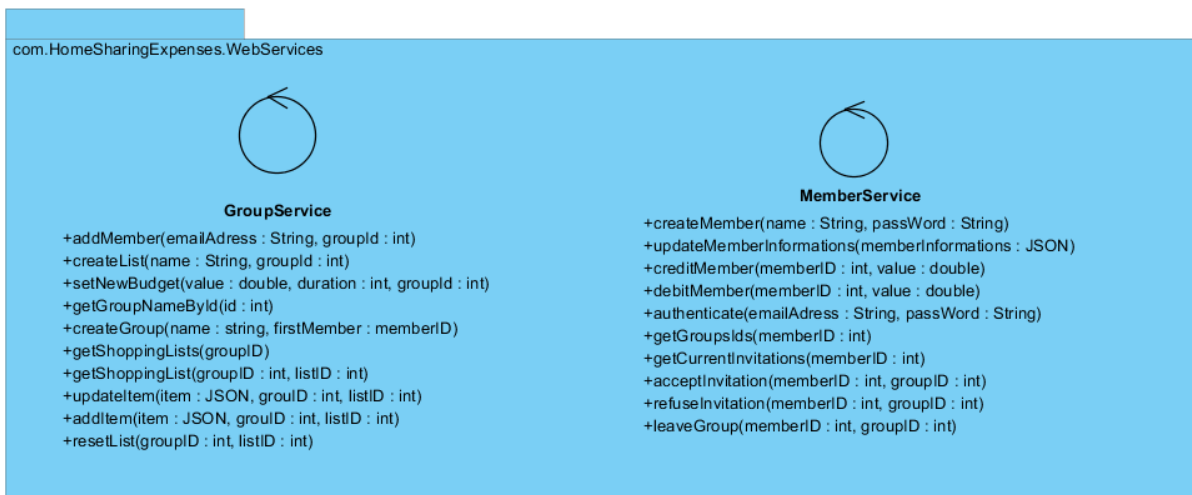 com.HomeSharingExpenses.WebServices
GroupService
+addMember(emailAdress : String, groupId : int)
+createList(name : String, groupId : int)
+setNewBudget(value : double, duration : int, groupId : int)
+getGroupNameById(id : int)
+createGroup(name : string, firstMember : memberID)
+getShoppingLists(groupID)
+getShoppingList(groupID : int, listID : int)
+updateItem(item : JSON, grouID : int, listID : int)
+addItem(item : JSON, grouID : int, listID : int)
+resetList(groupID : int, listID : int)
MemberService
+createMember(name : String, passWord : String)
+updateMemberInformations(memberInformations : JSON)
+creditMember(memberID : int, value : double)
+debitMember(memberID : int, value : double)
+authenticate(emailAdress : String, passWord : String)
+getGroupsIds(memberID : int)
+getCurrentInvitations(memberID : int)
+acceptInvitation(memberID : int, groupID : int)
+refuseInvitation(memberID : int, groupID : int)
+leaveGroup(memberID : int, groupID : int)